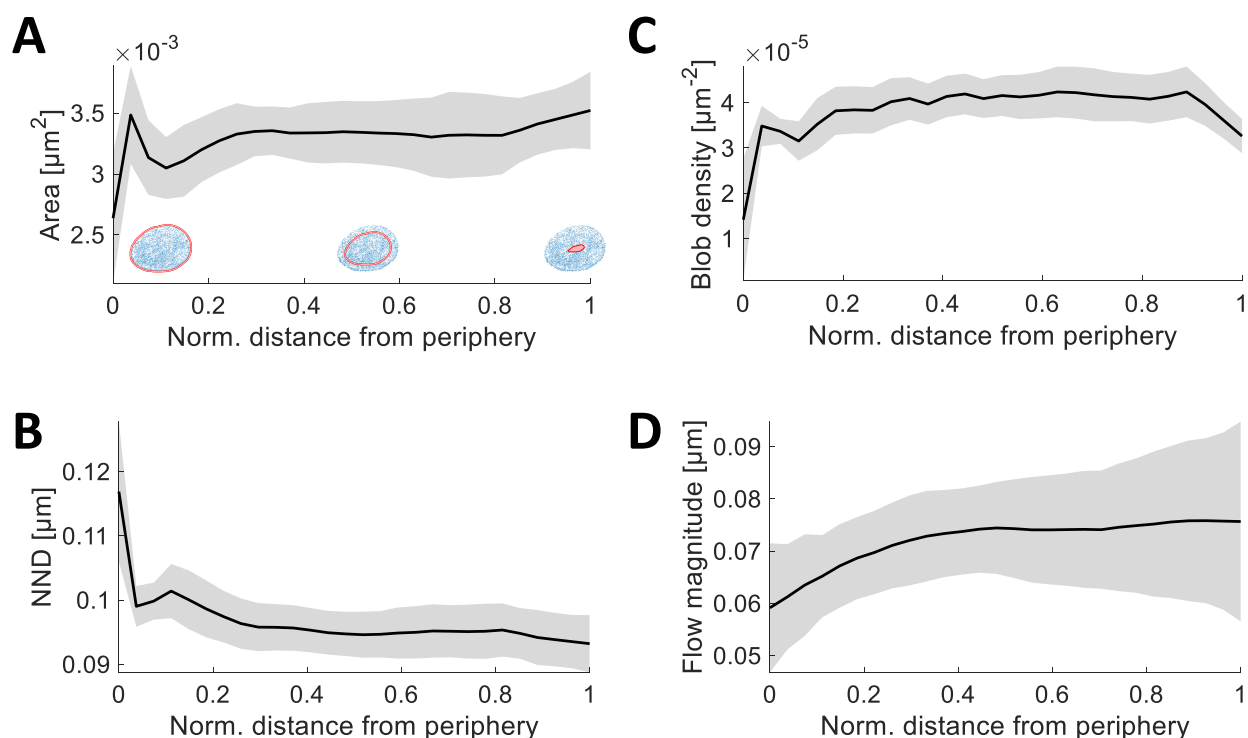 A
×10⁻³
Area [μm²]
3.5
3
2.5
0 0.2 0.4 0.6 0.8 1
Norm. distance from periphery
C
×10⁻⁵
Blob density [μm⁻²]
4
3
2
1
0 0.2 0.4 0.6 0.8 1
Norm. distance from periphery
B
NND [μm]
0.12
0.11
0.1
0.09
0 0.2 0.4 0.6 0.8 1
Norm. distance from periphery
D
Flow magnitude [μm]
0.09
0.08
0.07
0.06
0.05
0 0.2 0.4 0.6 0.8 1
Norm. distance from periphery